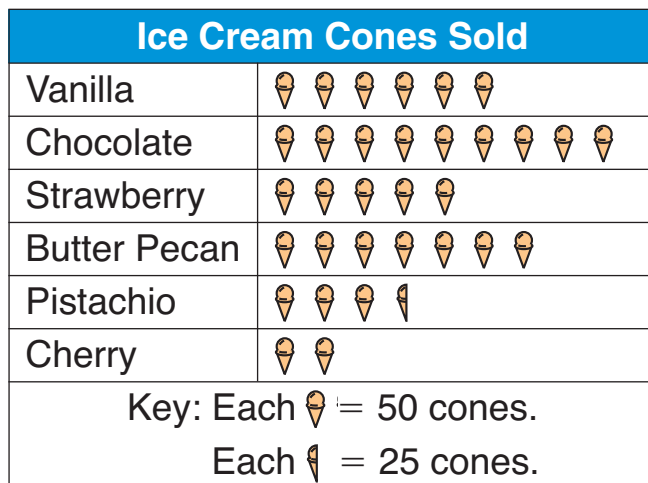 Ice Cream Cones Sold
Vanilla
Chocolate
Strawberry
Butter Pecan
Pistachio
Cherry
Key: Each = 50 cones.
Each = 25 cones.